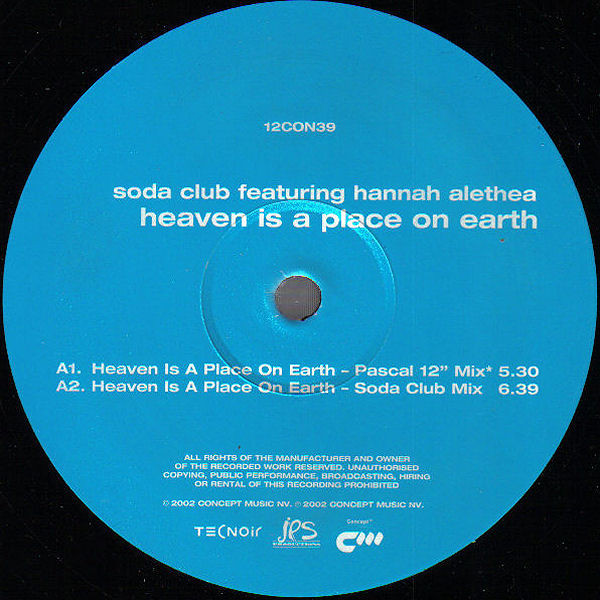 12CON39
soda club featuring hannah alethea
heaven is a place on earth
A1. Heaven Is A Place On Earth - Pascal 12" Mix* 5.30
A2. Heaven Is A Place On Earth - Soda Club Mix 6.39
ALL RIGHTS OF THE MANUFACTURER AND OWNER
OF THE RECORDED WORK RESERVED. UNAUTHORISED
COPYING, PUBLIC PERFORMANCE, BROADCASTING, HIRING
OR RENTAL OF THIS RECORDING PROHIBITED
© 2002 CONCEPT MUSIC NV. ℗ 2002 CONCEPT MUSIC NV.
TECNOir jPS PRODUCTIONS Concept™